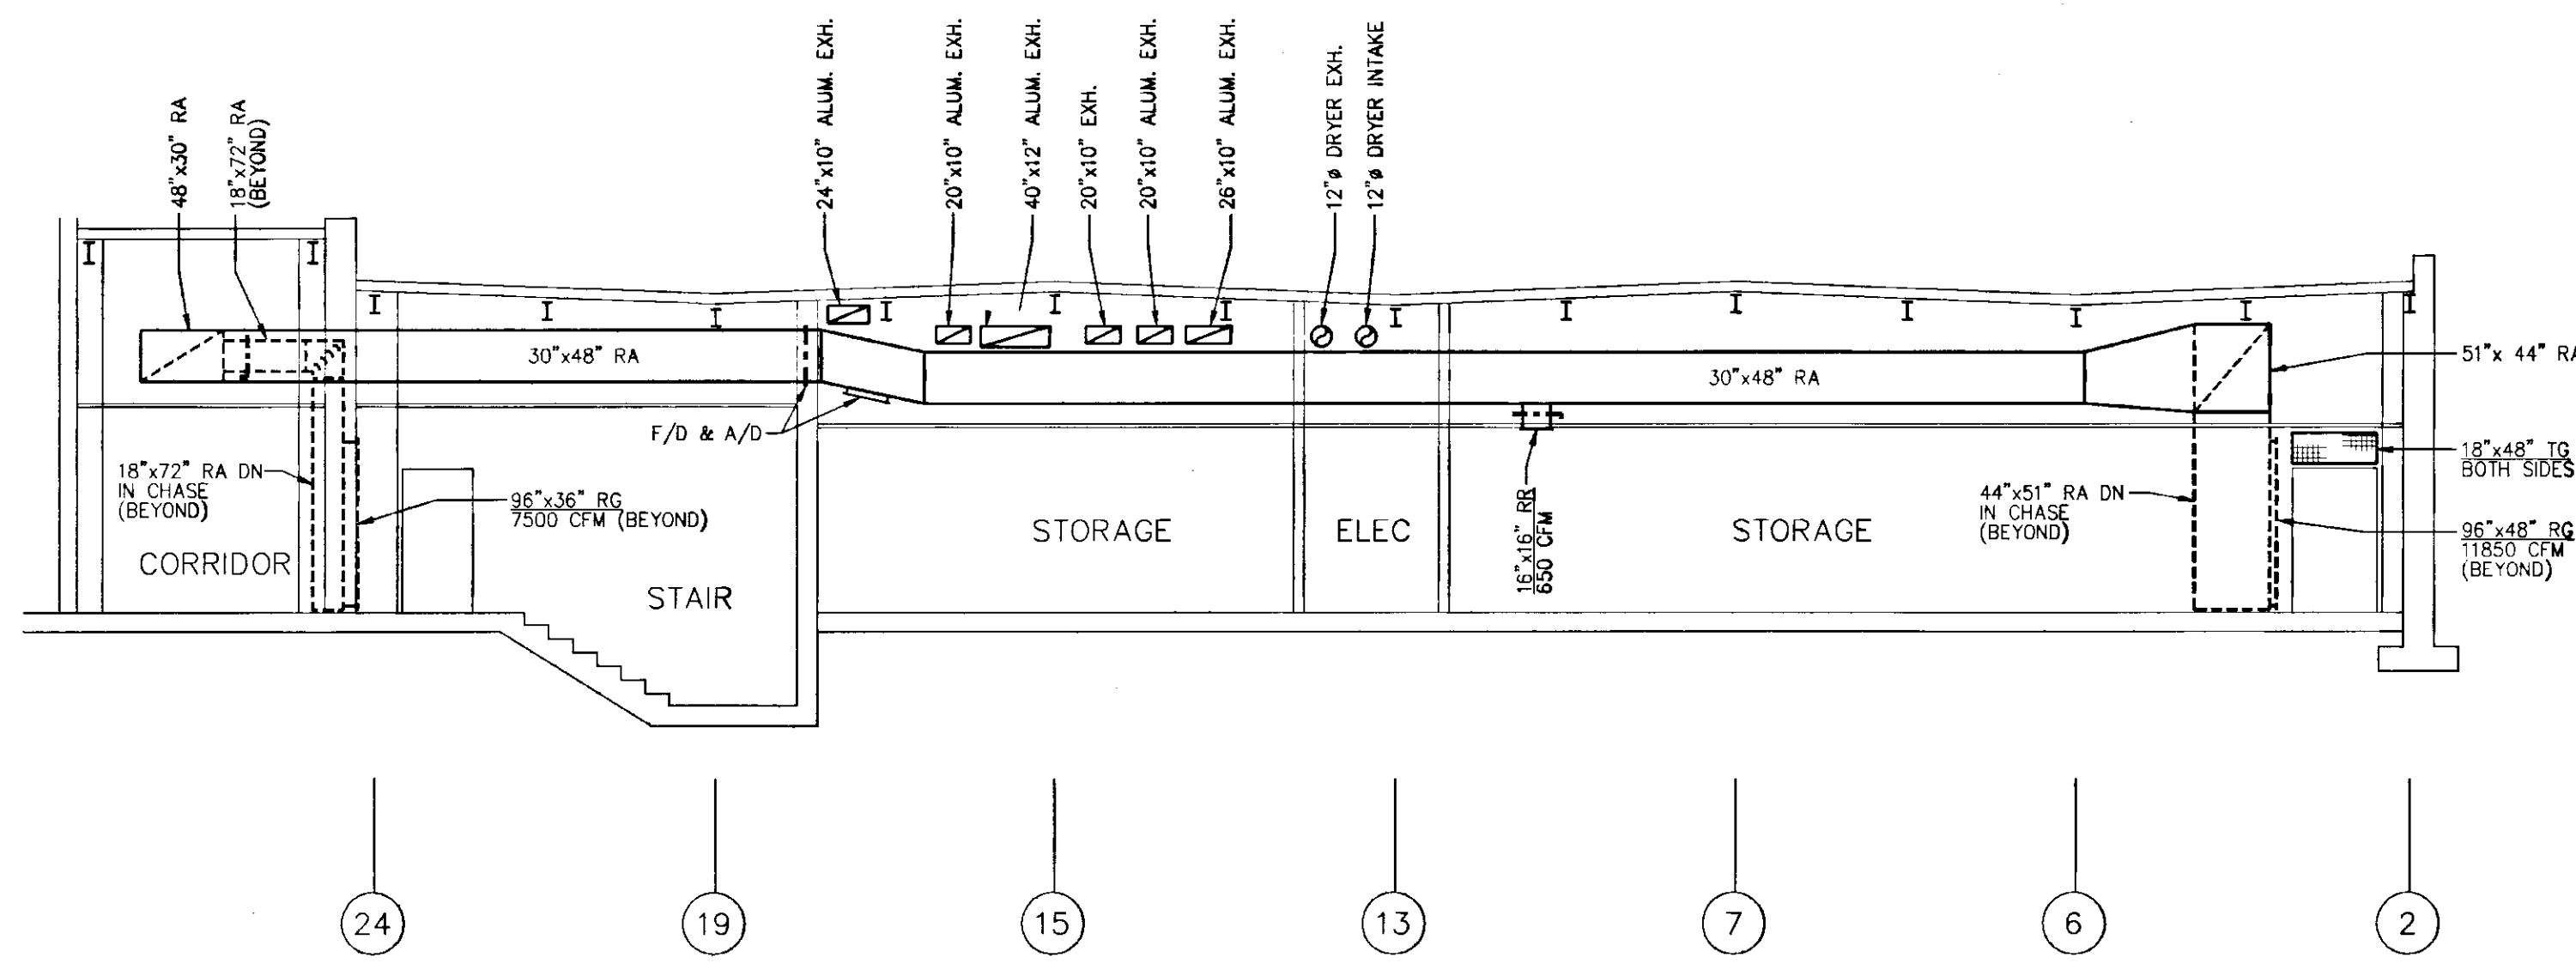 48"x30" RA
18"x72" RA
(BEYOND)
24"x10" ALUM. EXH.
20"x10" ALUM. EXH.
40"x12" ALUM. EXH.
20"x10" EXH.
20"x10" ALUM. EXH.
26"x10" ALUM. EXH.
12"ø DRYER EXH.
12"ø DRYER INTAKE
30"x48" RA
30"x48" RA
51"x 44" RA
F/D & A/D
18"x72" RA DN
IN CHASE
(BEYOND)
96"x36" RG
7500 CFM (BEYOND)
CORRIDOR
STAIR
STORAGE
ELEC
16"x16" RR
650 CFM
STORAGE
44"x51" RA DN
IN CHASE
(BEYOND)
18"x48" TG
BOTH SIDES
96"x48" RG
11850 CFM
(BEYOND)
24
19
15
13
7
6
2